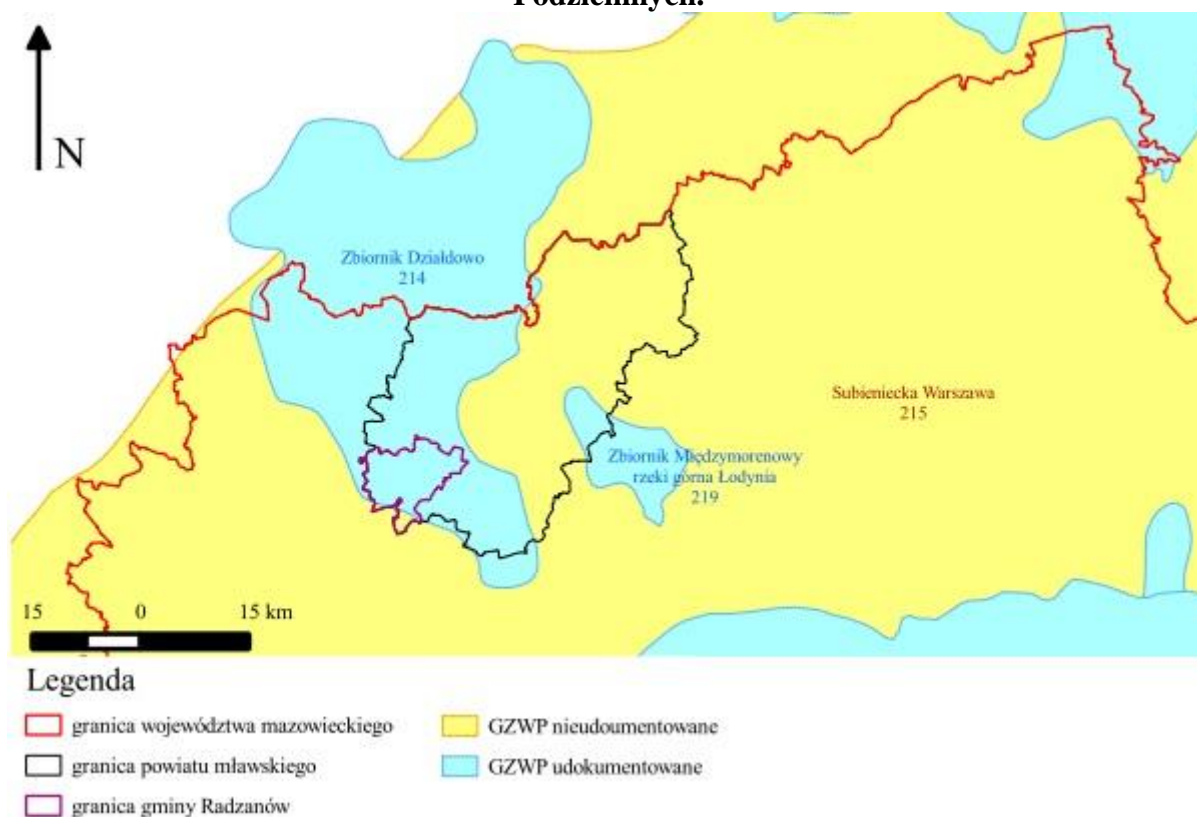 Podziemnych.
N
Zbiornik Działdowo
214
Subieniecka Warszawa
215
Zbiornik Międzymorenowy
rzeki górna Łodynia
219
15 0 15 km
Legenda
granica województwa mazowieckiego
granica powiatu mławskiego
granica gminy Radzanów
GZWP nieudoumentowane
GZWP udokumentowane